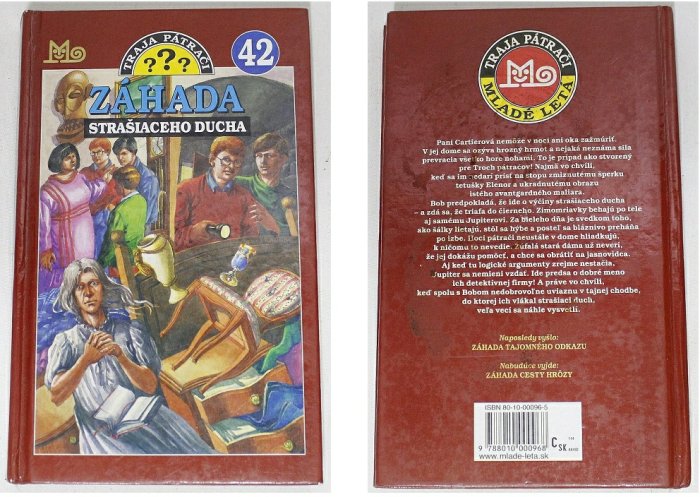 TRAJA PÁTRAČI
???
42
ZÁHADA
STRAŠIACEHO DUCHA
TRAJA PÁTRAČI
MLADÉ LETÁ
Pani Cartierová nemôže v noci ani oka zažmúriť.
V jej dome sa ozýva hrozný hrmot a nejaká neznáma sila
prevracia všetko hore nohami. To je prípad ako stvorený
pre Troch pátračov! Najmä vo chvíli,
keď sa im nedarí prísť na stopu zmiznutému šperku
tetušky Elenor a ukradnutému obrazu
istého avantgardného maliara.
Bob predpokladá, že ide o výčiny strašiaceho ducha
– a zdá sa, že triafa do čierneho. Zimomriavky behajú po tele
aj samému Jupiterovi. Za bieleho dňa je svedkom toho,
ako šálky lietajú, stôl sa hýbe a posteľ sa bláznivo preháňa
po izbe. Hoci pátrači neustále v dome hliadkujú,
k ničomu to nevedie. Zúfalá stará dáma už neverí,
že jej dokážu pomôcť, a chce sa obrátiť na jasnovidca.
Aj keď tu logické argumenty zrejme nestačia,
Jupiter sa nemieni vzdať. Ide predsa o dobré meno
ich detektívnej firmy! A práve vo chvíli,
keď spolu s Bobom nedobrovoľne uviaznu v tajnej chodbe,
do ktorej ich vlákal strašiaci duch,
veľa vecí sa náhle vysvetlí.
Naposledy vyšlo:
ZÁHADA TAJOMNÉHO ODKAZU
Nabudúce vyjde:
ZÁHADA CESTY HRÔZY
ISBN 80-10-00096-5
9 788010 000968
C SK
www.mlade-leta.sk